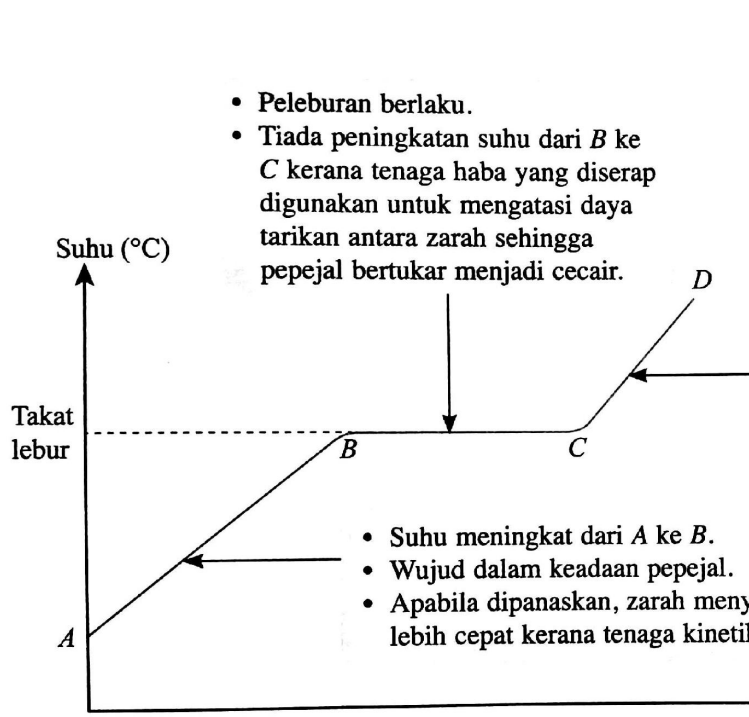 • Peleburan berlaku.
• Tiada peningkatan suhu dari B ke
C kerana tenaga haba yang diserap
digunakan untuk mengatasi daya
tarikan antara zarah sehingga
pepejal bertukar menjadi cecair.
Suhu (°C)
D
Takat
lebur
B
C
• Suhu meningkat dari A ke B.
• Wujud dalam keadaan pepejal.
• Apabila dipanaskan, zarah meny
lebih cepat kerana tenaga kineti
A